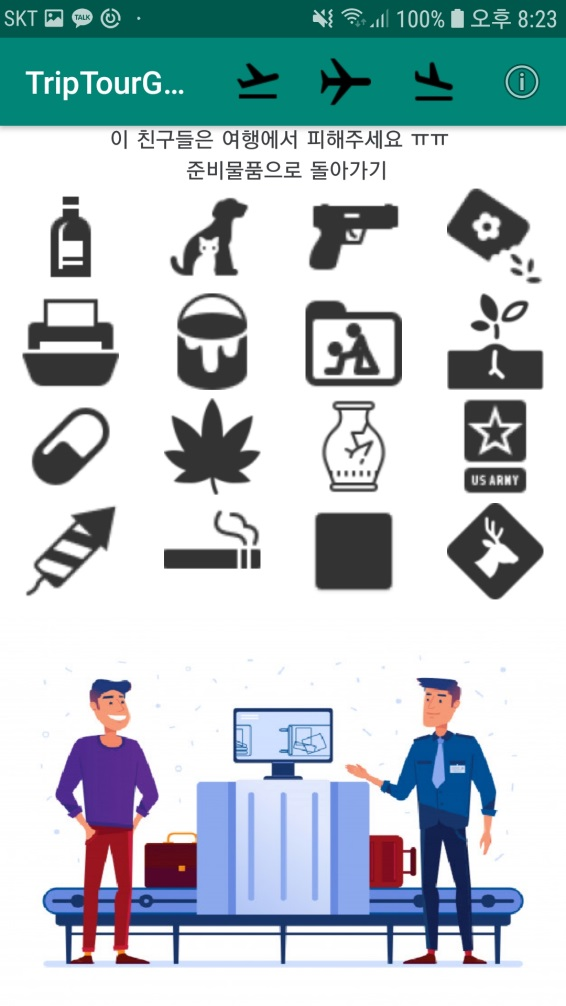 SKT TALK 100% 오후 8:23
TripTourG...
이 친구들은 여행에서 피해주세요 ㅠㅠ
준비물품으로 돌아가기
US ARMY